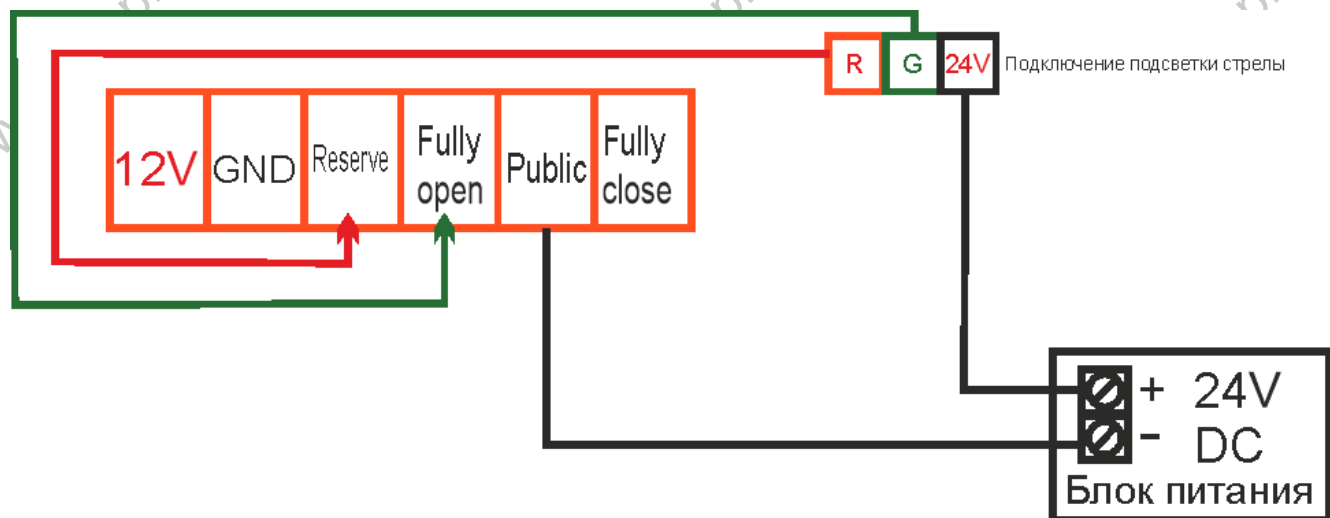 R G 24V Подключение подсветки стрелы
12V GND Reserve Fully open Public Fully close
+ 24V
- DC
Блок питания